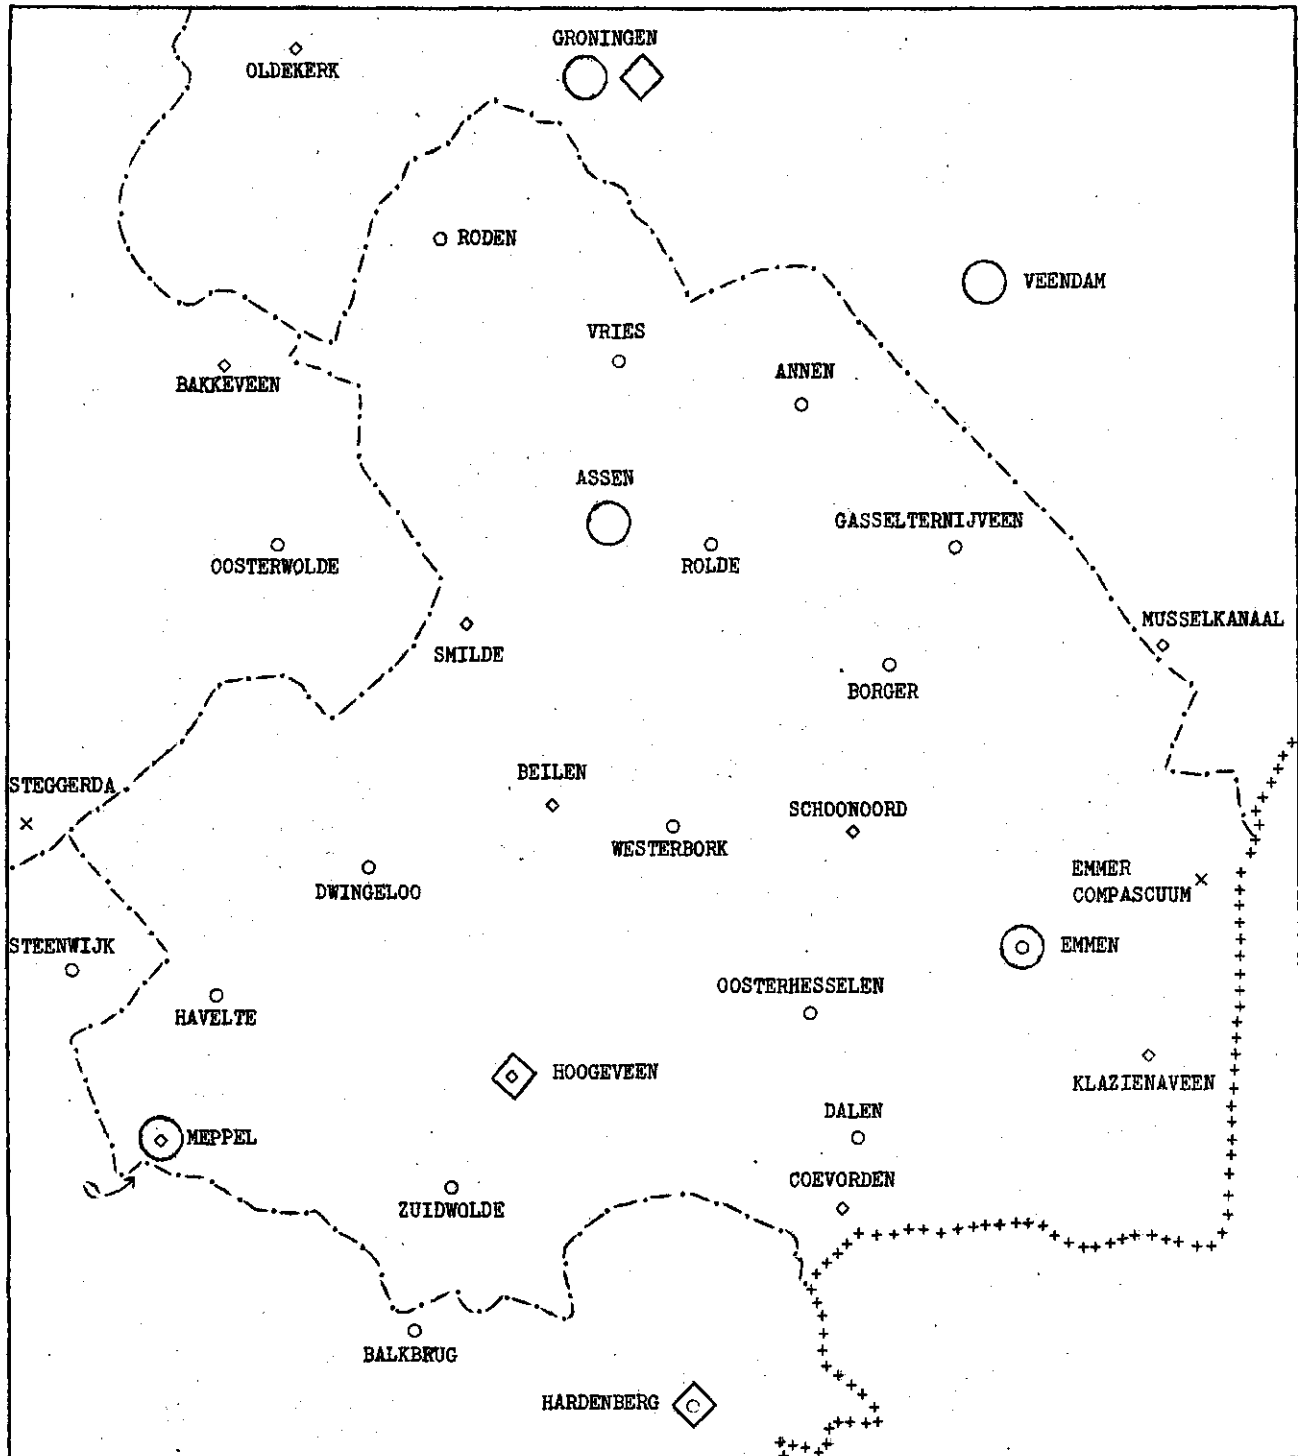 GRONINGEN
OLDEKERK
RODEN
VEENDAM
VRIES
ANNEN
BAKKEVEEN
ASSEN
GASSELTERNIJVEEN
OOSTERWOLDE
ROLDE
MUSSELKANAAL
SMILDE
BORGER
BEILEN
STEGGERDA
SCHOONOORD
WESTERBORK
EMMER
COMPASCUUM
DWINGELOO
STEENWIJK
EMMEN
OOSTERHESSELEN
HAVELTE
HOOGEVEEN
KLAZIENAVEEN
DALEN
MEPPEL
COEVORDEN
ZUIDWOLDE
BALKBRUG
HARDENBERG